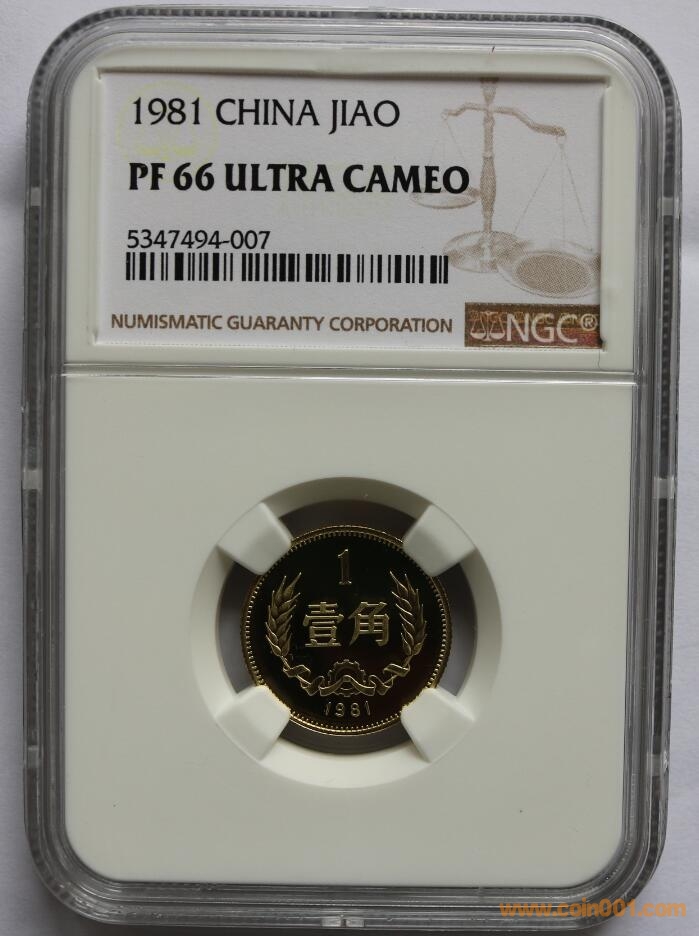 1981 CHINA JIAO
PF 66 ULTRA CAMEO
5347494-007
NUMISMATIC GUARANTY CORPORATION
NGC®
1
壹角
1981
www.coin001.com